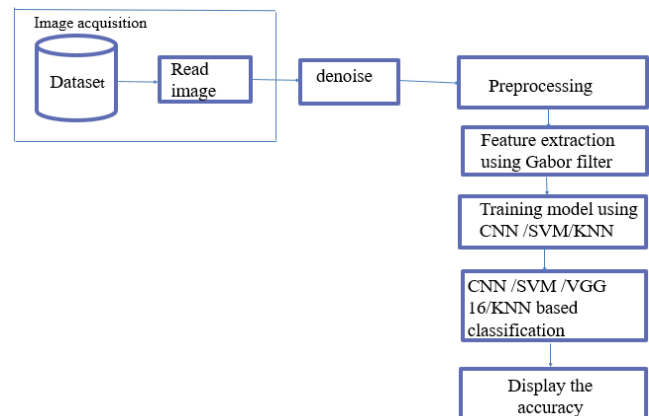 Image acquisition
Dataset
Read
image
denoise
Preprocessing
Feature extraction
using Gabor filter
Training model using
CNN /SVM/KNN
CNN /SVM /VGG
16/KNN based
classification
Display the
accuracy